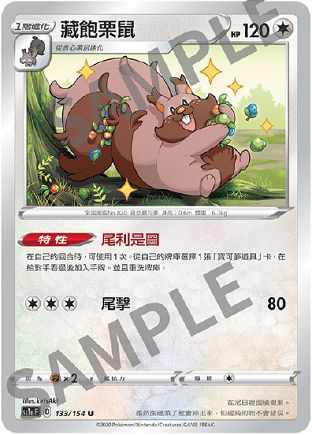 1階進化
藏飽栗鼠
HP 120
從貪心栗鼠進化
SAMPLE
全國圖鑑No.820 貪慾寶可夢 身高：0.6m 體重：6.0kg
特性 尾利是圖
在自己的回合時，可使用1次。從自己的牌庫選擇1張「寶可夢道具」卡，在
給對手看過後加入手牌。並且重洗牌庫。
尾擊 80
×2 抵抗力
SAMPLE
133/154 U
©2020 Pokémon/Nintendo/Creatures/GAME FREAK